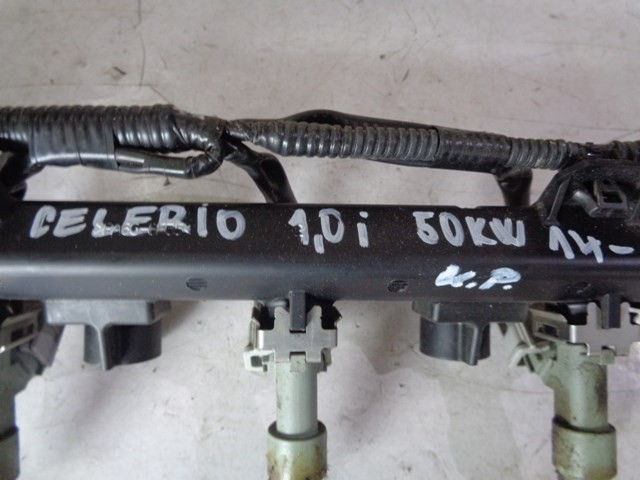 CELERIO 1,0i 50KW 14-
K.P.